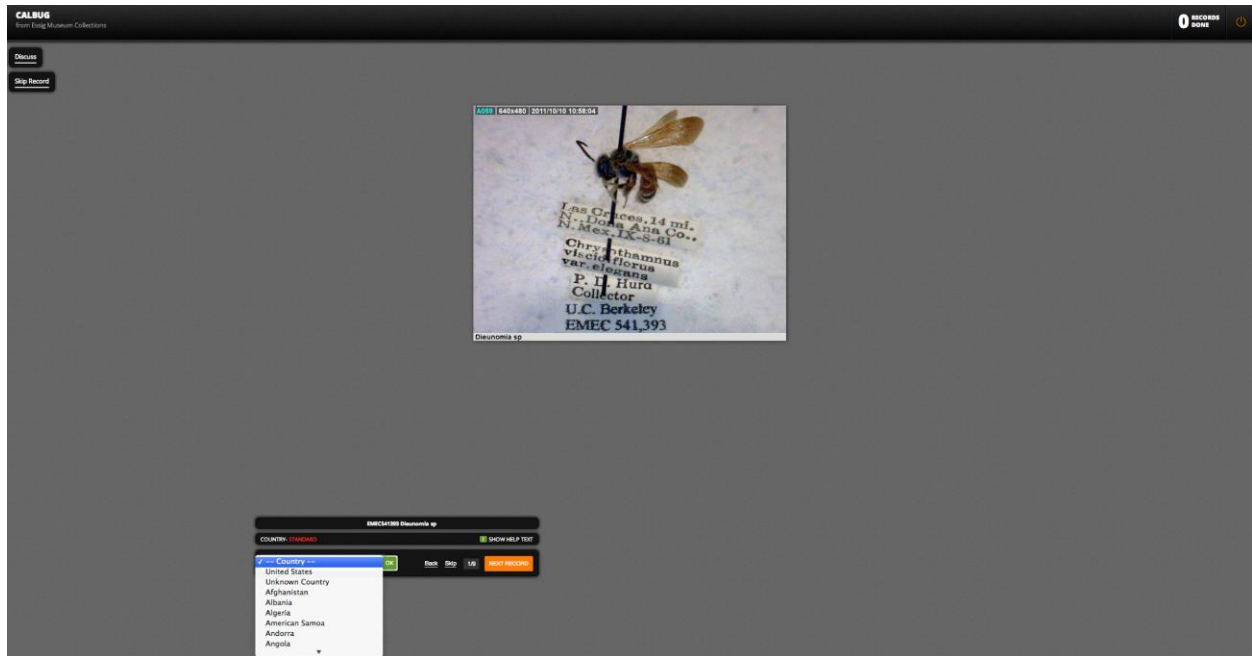 CALBUG
from Essig Museum Collections
0 RECORDS DONE
Discuss
Skip Record
A059 640x480 2011/10/10 10:58:04
Las Cruces, 14 mi.
N., Dona Ana Co.,
N.Mex. IX-8-61
Chrysothamnus
viscidiflorus
var. elegans
P. D. Hurd
Collector
U.C. Berkeley
EMEC 541,393
Dieunomia sp
EMEC541393 Dieunomia sp
COUNTRY- STANDARD
SHOW HELP TEXT
✓ -- Country -- OK Back Skip 1/9 NEXT RECORD
United States
Unknown Country
Afghanistan
Albania
Algeria
American Samoa
Andorra
Angola